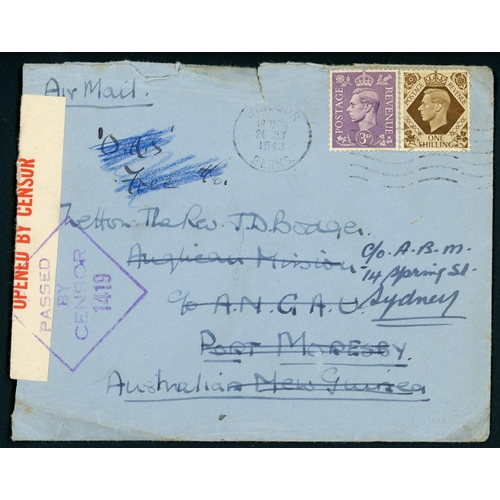 Air Mail.
POSTAGE REVENUE
3D
POSTAGE REVENUE
ONE
SHILLING
WINDSOR
1943
BERKS
OPENED BY CENSOR
PASSED
BY
CENSOR
1419
The Rev. J.D. Bodger.
Anglican Mission
c/o A.B.M.
14 Spring St.
c/o A.N.G.A.U.
Sydney
Port Moresby.
Australian New Guinea